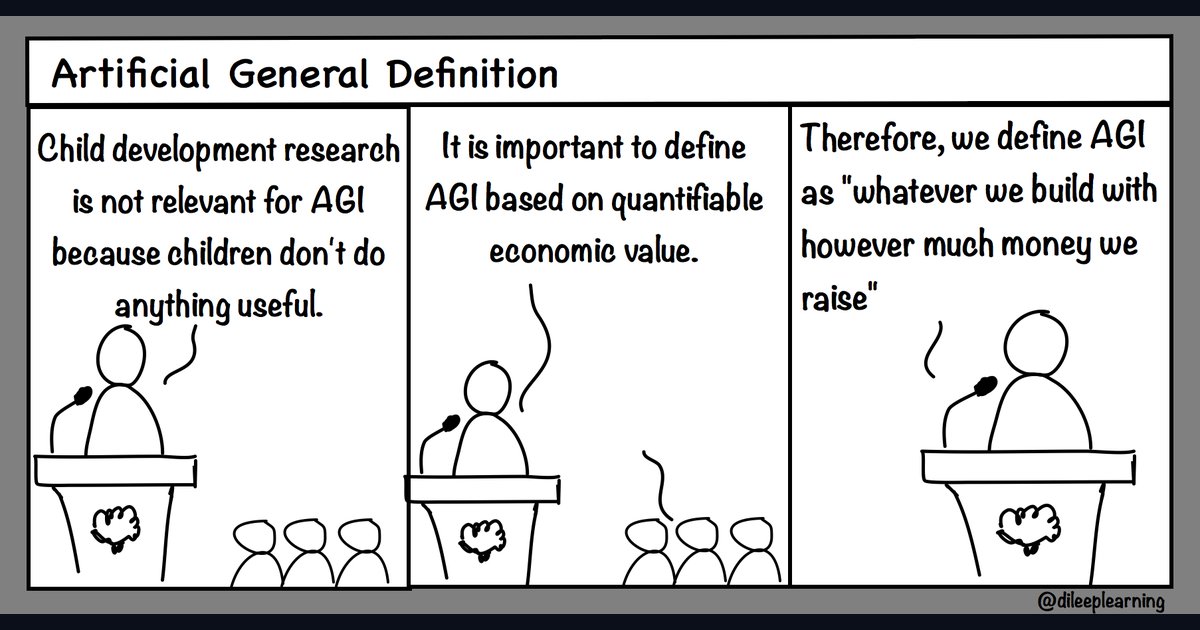 Artificial General Definition
Child development research
is not relevant for AGI
because children don't do
anything useful.
It is important to define
AGI based on quantifiable
economic value.
Therefore, we define AGI
as "whatever we build with
however much money we
raise"
@dileeplearning